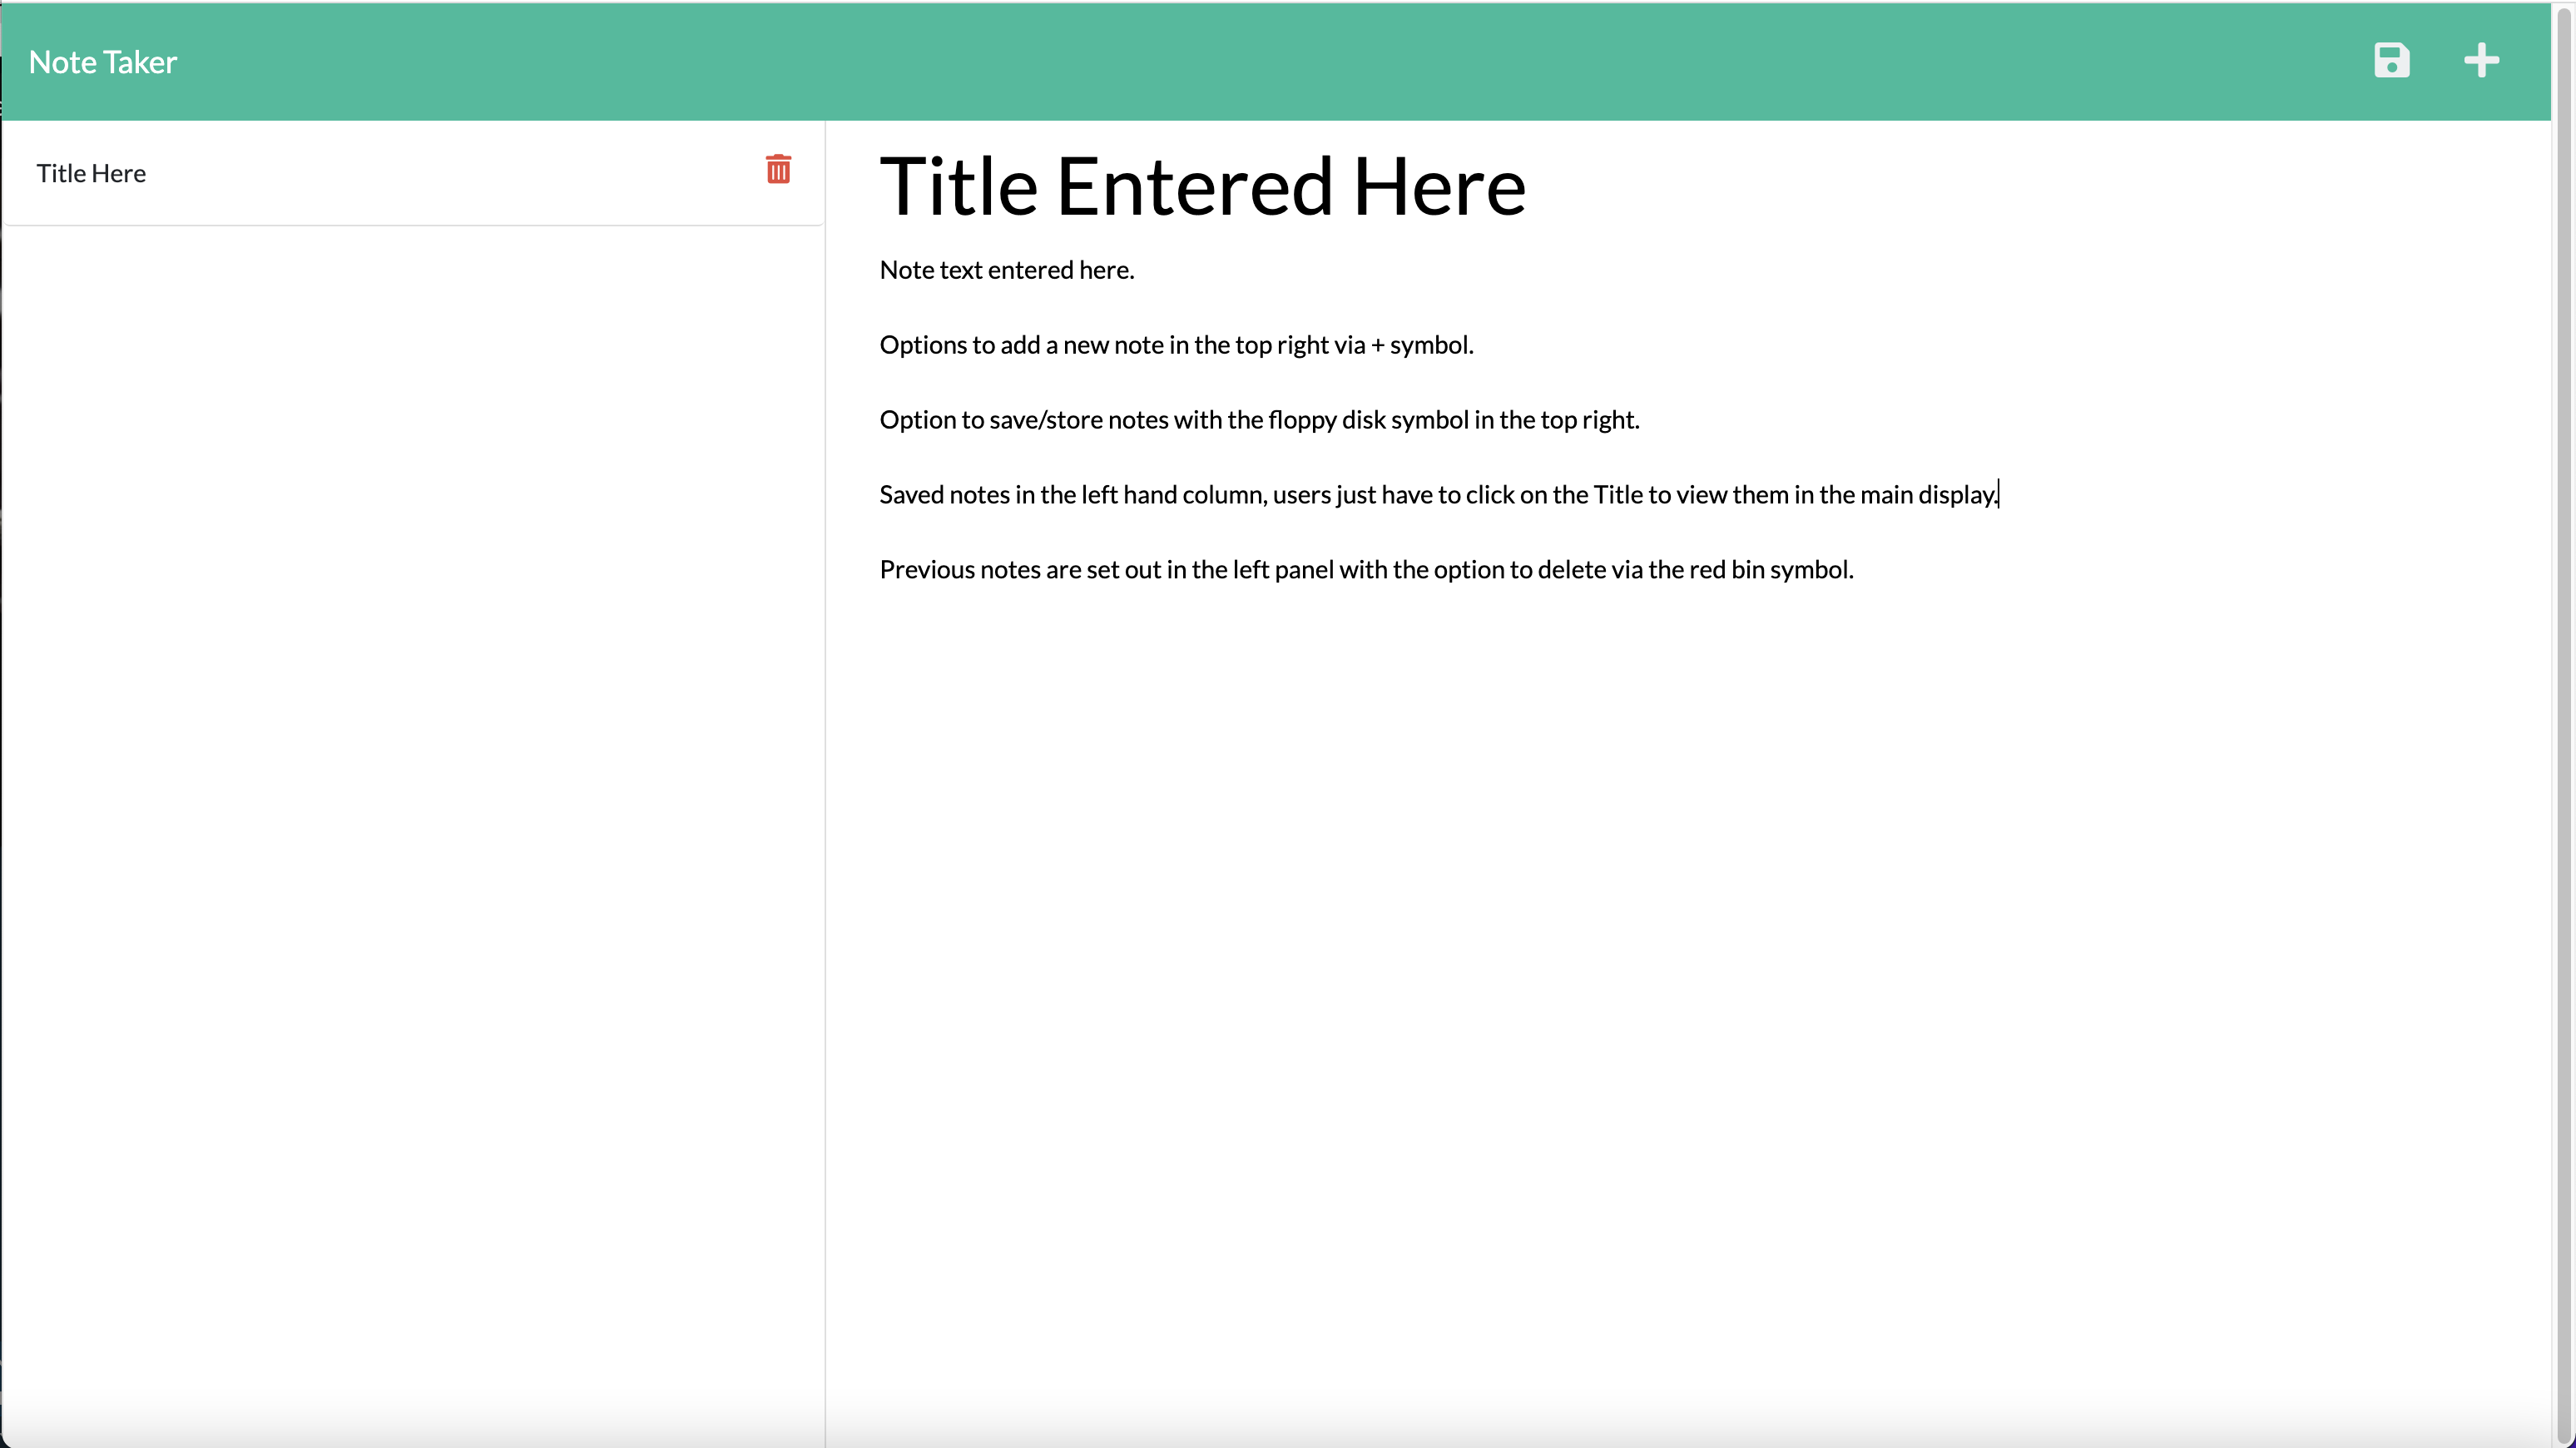 Note Taker
Title Here
Title Entered Here
Note text entered here.
Options to add a new note in the top right via + symbol.
Option to save/store notes with the floppy disk symbol in the top right.
Saved notes in the left hand column, users just have to click on the Title to view them in the main display.
Previous notes are set out in the left panel with the option to delete via the red bin symbol.